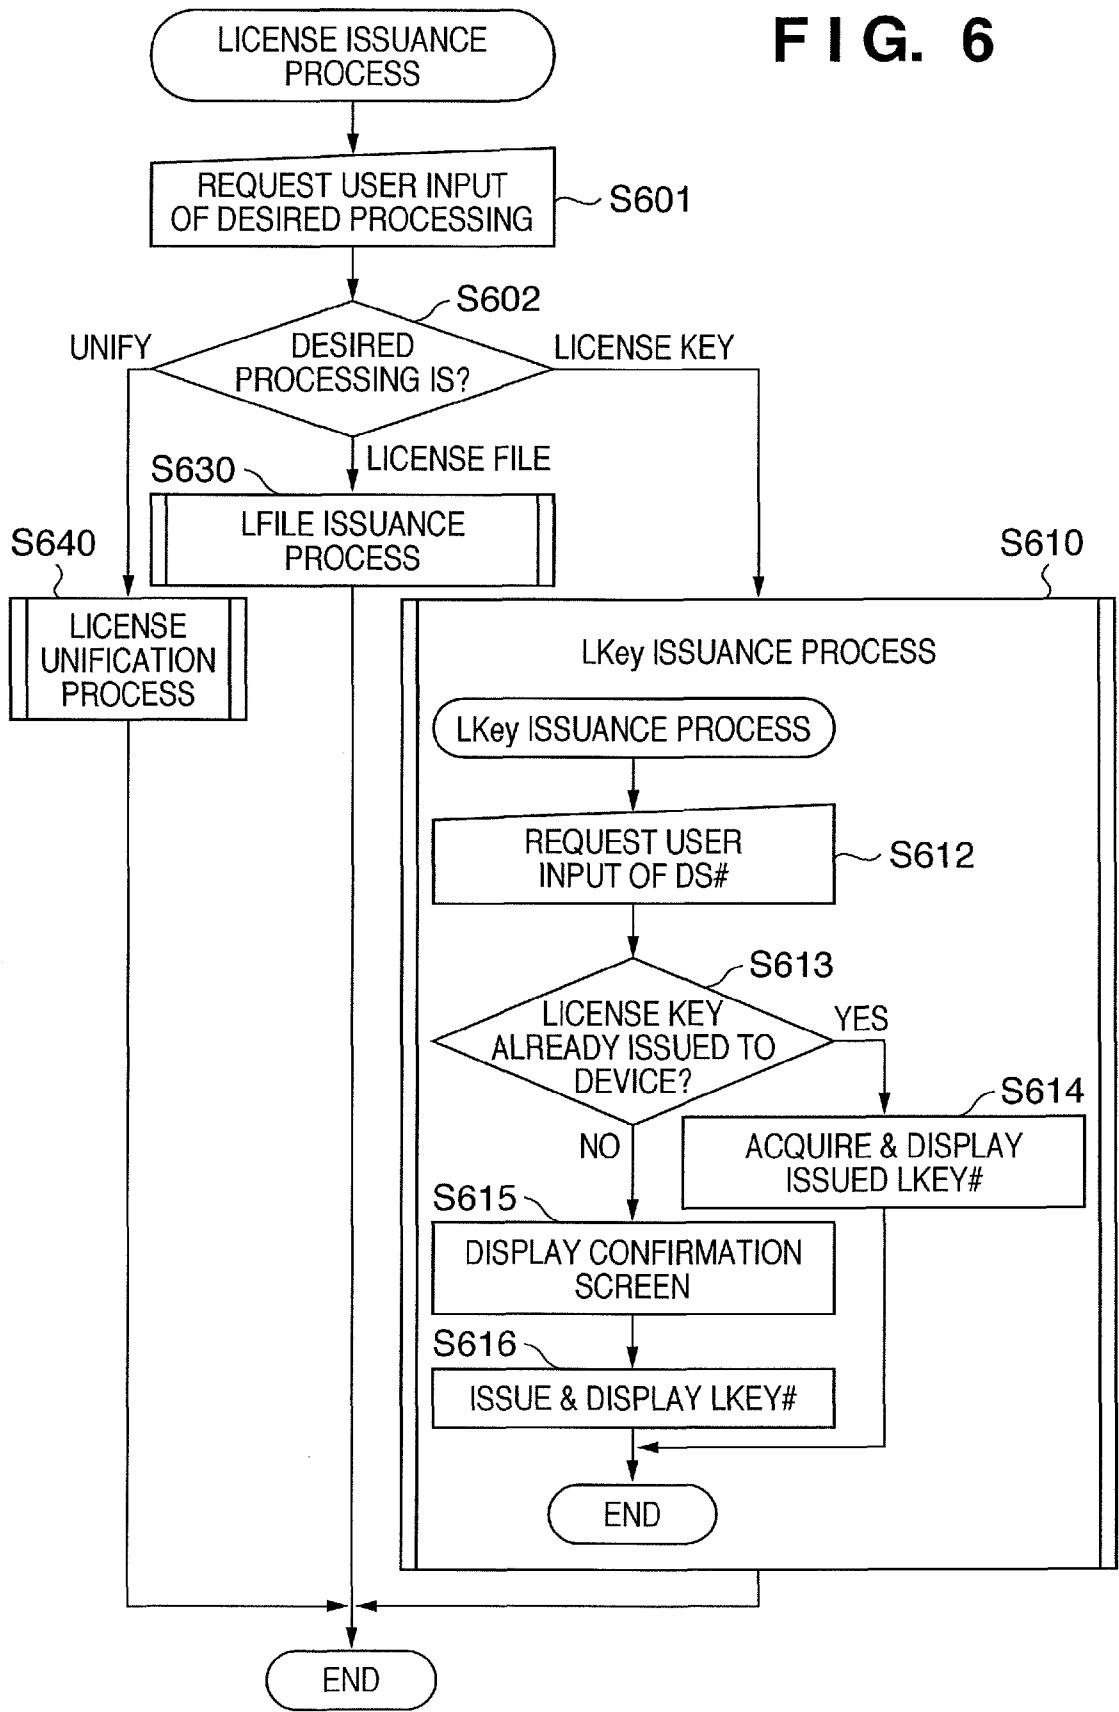 FIG. 6
LICENSE ISSUANCE
PROCESS
REQUEST USER INPUT
OF DESIRED PROCESSING
S601
S602
UNIFY
DESIRED
PROCESSING IS?
LICENSE KEY
LICENSE FILE
S630
LFILE ISSUANCE
PROCESS
S640
LICENSE
UNIFICATION
PROCESS
S610
LKey ISSUANCE PROCESS
LKey ISSUANCE PROCESS
REQUEST USER
INPUT OF DS#
S612
S613
LICENSE KEY
ALREADY ISSUED TO
DEVICE?
YES
NO
S614
ACQUIRE & DISPLAY
ISSUED LKEY#
S615
DISPLAY CONFIRMATION
SCREEN
S616
ISSUE & DISPLAY LKEY#
END
END